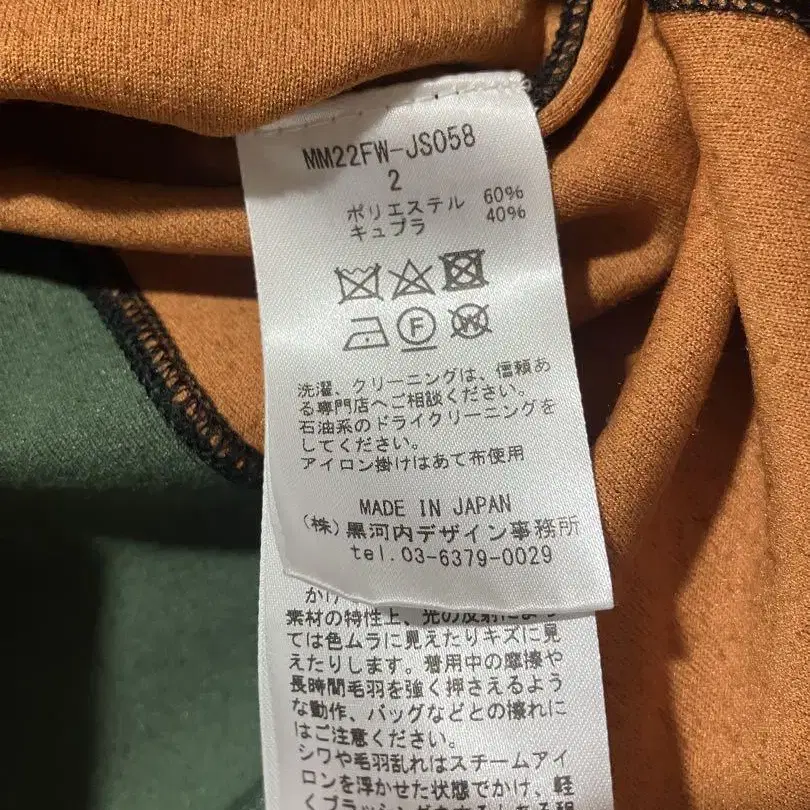 MM22FW-JS058
2
ポリエステル 60%
キュプラ 40%
F
W
洗濯、クリーニングは、信頼あ
る専門店へご相談ください。
石油系のドライクリーニングを
してください。
アイロン掛けはあて布使用
MADE IN JAPAN
(株)黒河内デザイン事務所
tel.03-6379-0029
かけ
素材の特性上、光の反射によっ
ては色ムラに見えたりキズに見
えたりします。着用中の摩擦や
長時間毛羽を強く押さえるよう
な動作、バッグなどとの擦れに
はご注意ください。
シワや毛羽乱れはスチームアイ
ロンを浮かせた状態でかけ、軽